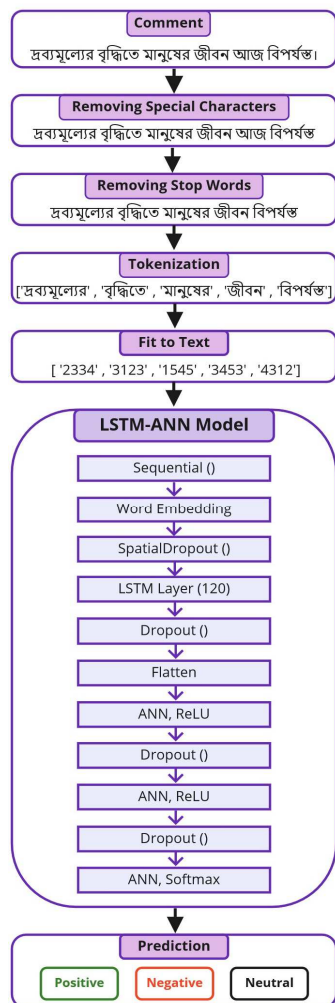 Comment
দ্রব্যমূল্যের বৃদ্ধিতে মানুষের জীবন আজ বিপর্যস্ত।
Removing Special Characters
দ্রব্যমূল্যের বৃদ্ধিতে মানুষের জীবন আজ বিপর্যস্ত
Removing Stop Words
দ্রব্যমূল্যের বৃদ্ধিতে মানুষের জীবন বিপর্যস্ত
Tokenization
['দ্রব্যমূল্যের' , 'বৃদ্ধিতে' , 'মানুষের' , 'জীবন' , 'বিপর্যস্ত']
Fit to Text
[ '2334' , '3123' , '1545' , '3453' , '4312']
LSTM-ANN Model
Sequential ()
Word Embedding
SpatialDropout ()
LSTM Layer (120)
Dropout ()
Flatten
ANN, ReLU
Dropout ()
ANN, ReLU
Dropout ()
ANN, Softmax
Prediction
Positive Negative Neutral